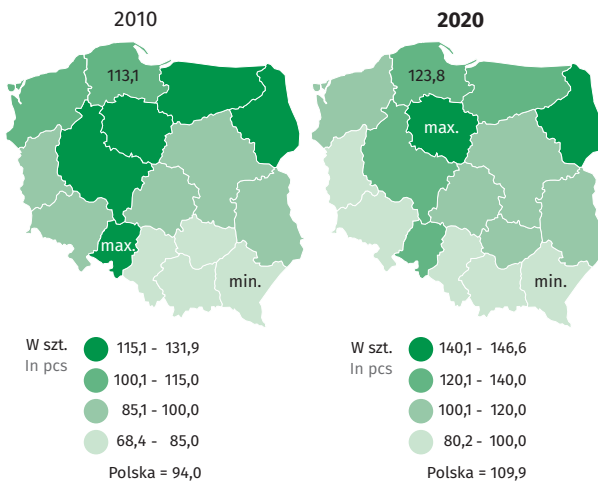 2010
113,1
max.
min.
W szt.
In pcs
115,1 - 131,9
100,1 - 115,0
85,1 - 100,0
68,4 - 85,0
Polska = 94,0
2020
123,8
max.
min.
W szt.
In pcs
140,1 - 146,6
120,1 - 140,0
100,1 - 120,0
80,2 - 100,0
Polska = 109,9